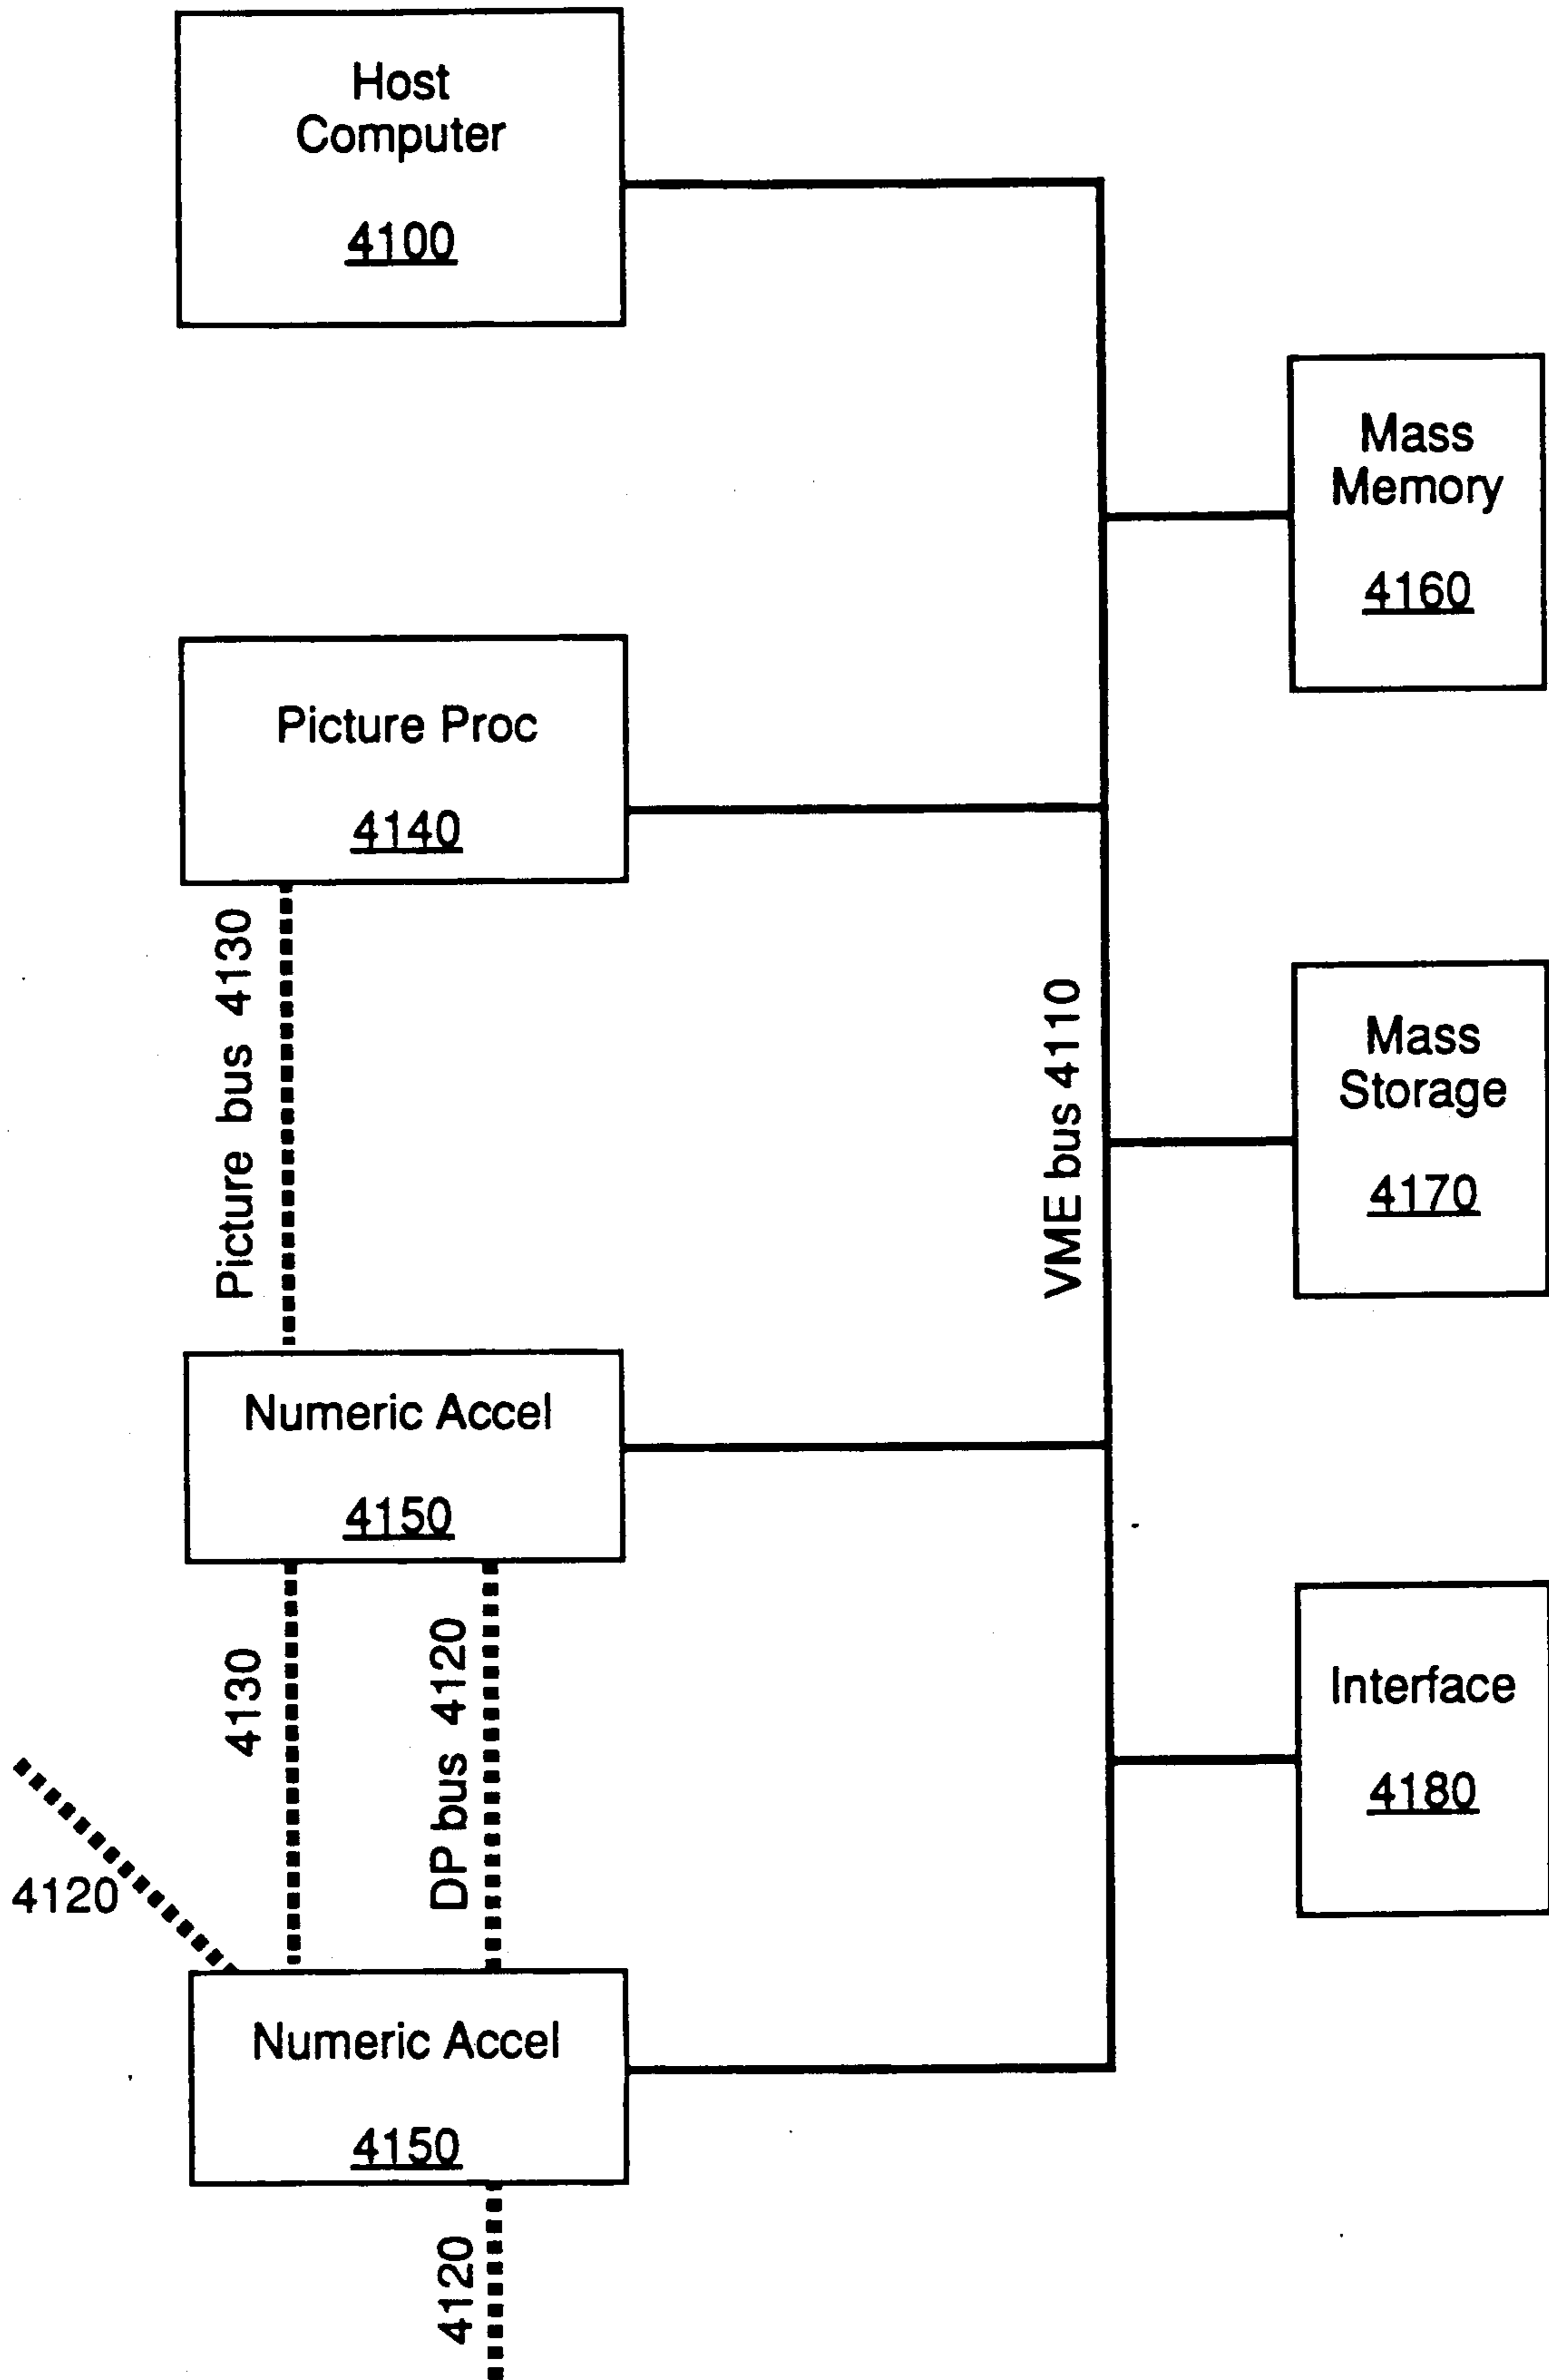 Host
Computer
4100
Mass
Memory
4160
Picture Proc
4140
Picture bus 4130
VME bus 4110
Mass
Storage
4170
Numeric Accel
4150
4130
DP bus 4120
Interface
4180
4120
Numeric Accel
4150
4120